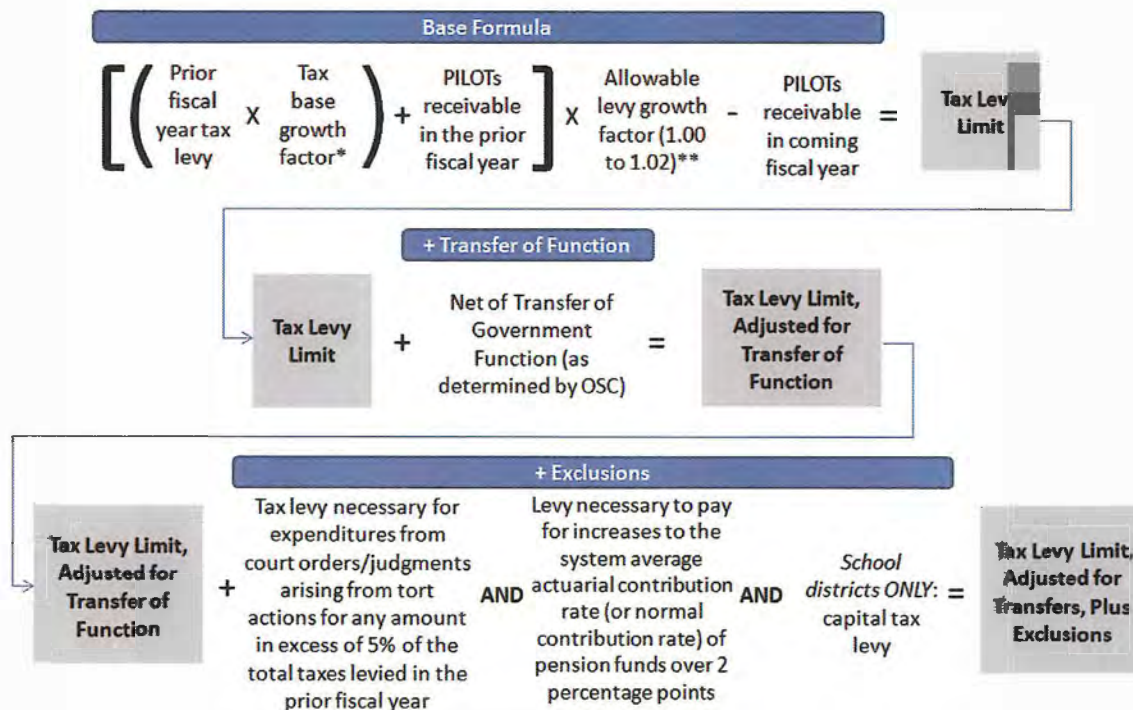 Base Formula
Prior
fiscal
year tax
levy
X
Tax
base
growth
factor*
+
PILOTs
receivable
in the prior
fiscal year
X
Allowable
levy growth
factor (1.00
to 1.02)**
-
PILOTs
receivable
in coming
fiscal year
=
Tax Levy
Limit
+ Transfer of Function
Tax Levy
Limit
+
Net of Transfer of
Government
Function (as
determined by OSC)
=
Tax Levy Limit,
Adjusted for
Transfer of
Function
+ Exclusions
Tax Levy Limit,
Adjusted for
Transfer of
Function
+
Tax levy necessary for
expenditures from
court orders/judgments
arising from tort
actions for any amount
in excess of 5% of the
total taxes levied in the
prior fiscal year
AND
Levy necessary to pay
for increases to the
system average
actuarial contribution
rate (or normal
contribution rate) of
pension funds over 2
percentage points
AND
School
districts ONLY:
capital tax
levy
=
Tax Levy Limit,
Adjusted for
Transfers, Plus
Exclusions